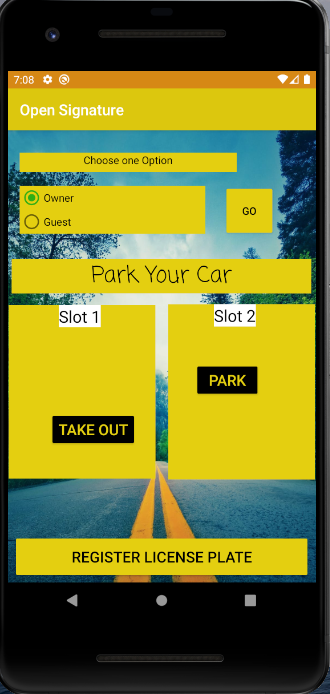 7:08
Open Signature
Choose one Option
Owner
Guest
GO
Park Your Car
Slot 1
Slot 2
PARK
TAKE OUT
REGISTER LICENSE PLATE